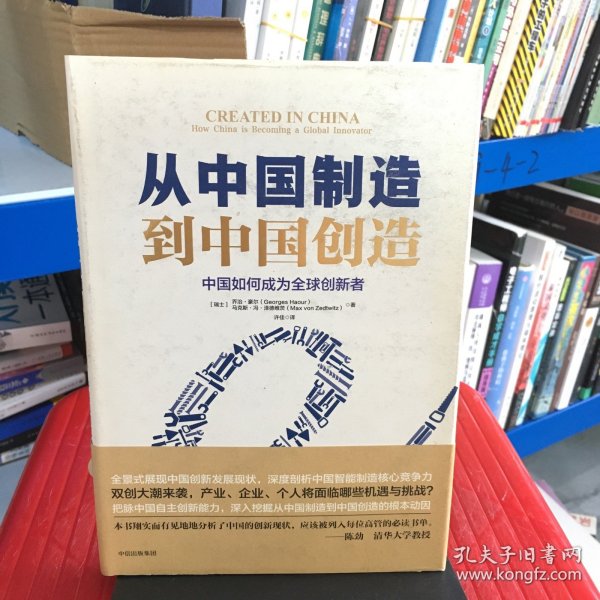 CREATED IN CHINA
How China is Becoming a Global Innovator
从中国制造
到中国创造
中国如何成为全球创新者
[瑞士] 乔治·豪尔（Georges Haour）
马克斯·冯·泽德维茨（Max von Zedtwitz）
著
许佳◎译
全景式展现中国创新发展现状，深度剖析中国智能制造核心竞争力
双创大潮来袭，产业、企业、个人将面临哪些机遇与挑战？
把脉中国自主创新能力，深入挖掘从中国制造到中国创造的根本动因
本书翔实而有见地地分析了中国的创新现状，应该被列入每位高管的必读书单。
——陈劲 清华大学教授
中信出版集团
-4-2
孔夫子旧书网
www.kongfz.com